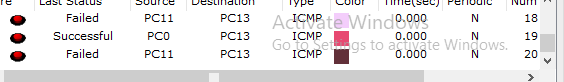 Last Status Source Destination Type Color Time(sec) Periodic Num
Failed PC11 PC13 ICMP 0.000 N 18
Successful PC0 PC13 ICMP 0.000 N 19
Failed PC11 PC13 ICMP 0.000 N 20
Activate Windows
Go to Settings to activate Windows.